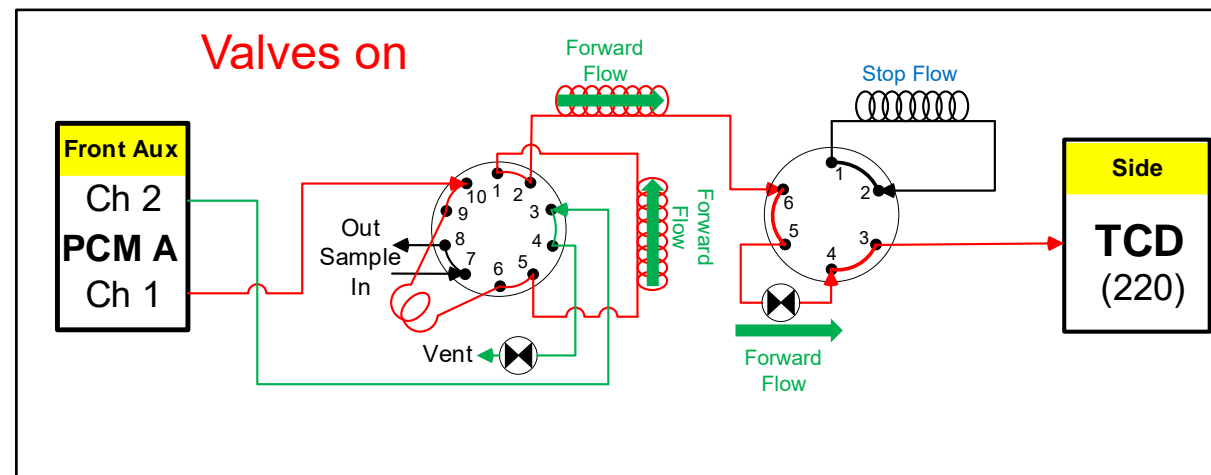 Valves on
Forward
Flow
Stop Flow
Front Aux
Ch 2
PCM A
Ch 1
Out
Sample
In
Vent
1
2
3
4
5
6
7
8
9
10
Forward
Flow
1
2
3
4
5
6
Forward
Flow
Side
TCD
(220)